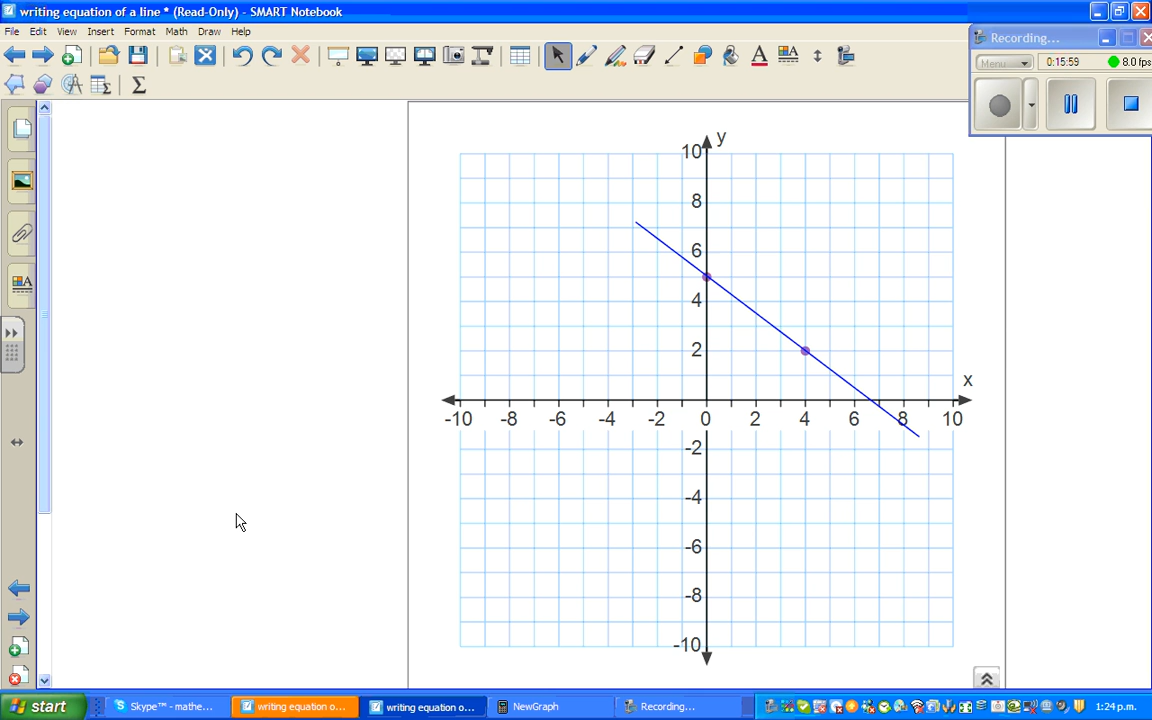 writing equation of a line * (Read-Only) - SMART Notebook
File Edit View Insert Format Math Draw Help
Recording...
Menu 0:15:59 8.0 fps
y
10
8
6
4
2
x
-10 -8 -6 -4 -2 0 2 4 6 8 10
-2
-4
-6
-8
-10
start Skype™ - mathe... writing equation o... writing equation o... NewGraph Recording... 1:24 p.m.